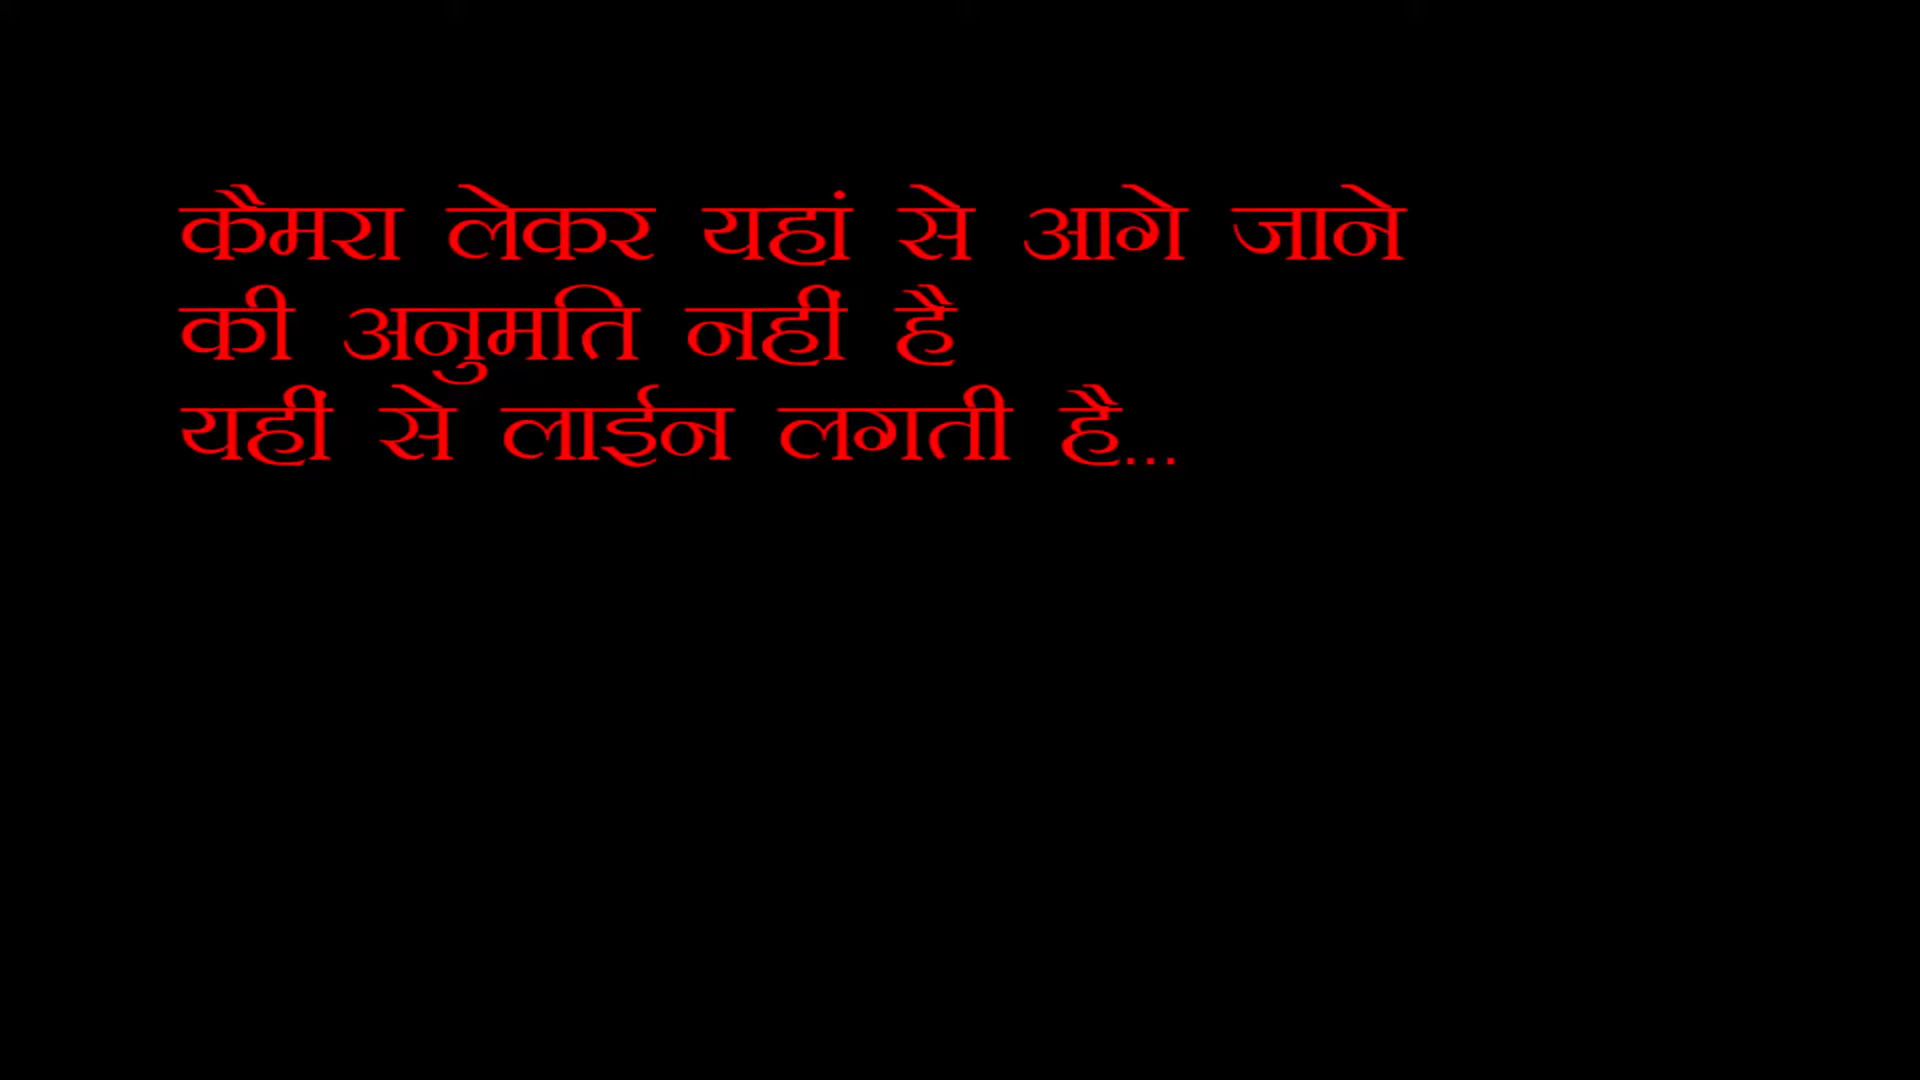 कैमरा लेकर यहां से आगे जाने
की अनुमति नहीं है
यहीं से लाईन लगती है...